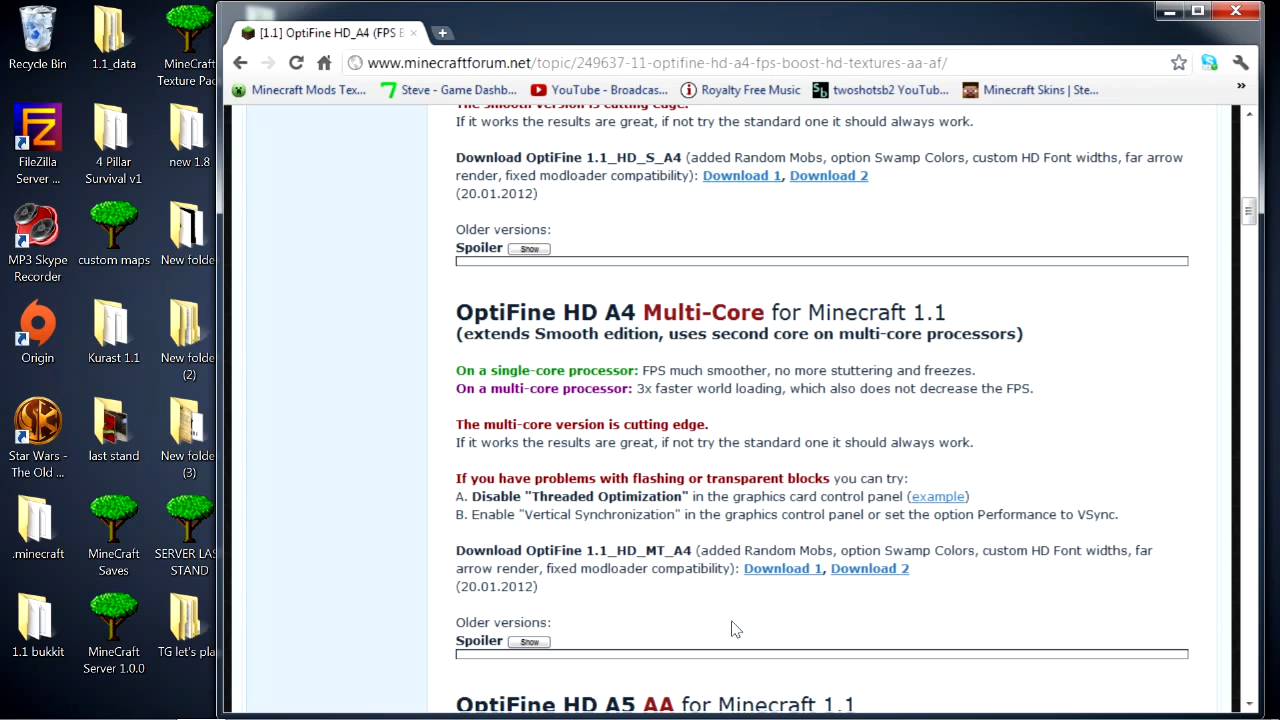 Recycle Bin
1.1_data
MineCraft
Texture Pac
FileZilla
Server ...
4 Pillar
Survival v1
new 1.8
MP3 Skype
Recorder
custom maps
New folde
Origin
Kurast 1.1
New folde
(2)
Star Wars -
The Old ...
last stand
New folde
(3)
.minecraft
MineCraft
Saves
SERVER LAS
STAND
1.1 bukkit
MineCraft
Server 1.0.0
TG let's pla
[1.1] OptiFine HD_A4 (FPS B
www.minecraftforum.net/topic/249637-11-optifine-hd-a4-fps-boost-hd-textures-aa-af/
Minecraft Mods Tex... Steve - Game Dashb... YouTube - Broadcas... Royalty Free Music twoshotsb2 YouTub... Minecraft Skins | Ste... »
The smooth version is cutting edge.
If it works the results are great, if not try the standard one it should always work.
Download OptiFine 1.1_HD_S_A4 (added Random Mobs, option Swamp Colors, custom HD Font widths, far arrow
render, fixed modloader compatibility): Download 1, Download 2
(20.01.2012)
Older versions:
Spoiler Show
OptiFine HD A4 Multi-Core for Minecraft 1.1
(extends Smooth edition, uses second core on multi-core processors)
On a single-core processor: FPS much smoother, no more stuttering and freezes.
On a multi-core processor: 3x faster world loading, which also does not decrease the FPS.
The multi-core version is cutting edge.
If it works the results are great, if not try the standard one it should always work.
If you have problems with flashing or transparent blocks you can try:
A. Disable "Threaded Optimization" in the graphics card control panel (example)
B. Enable "Vertical Synchronization" in the graphics control panel or set the option Performance to VSync.
Download OptiFine 1.1_HD_MT_A4 (added Random Mobs, option Swamp Colors, custom HD Font widths, far
arrow render, fixed modloader compatibility): Download 1, Download 2
(20.01.2012)
Older versions:
Spoiler Show
OptiFine HD A5 AA for Minecraft 1.1